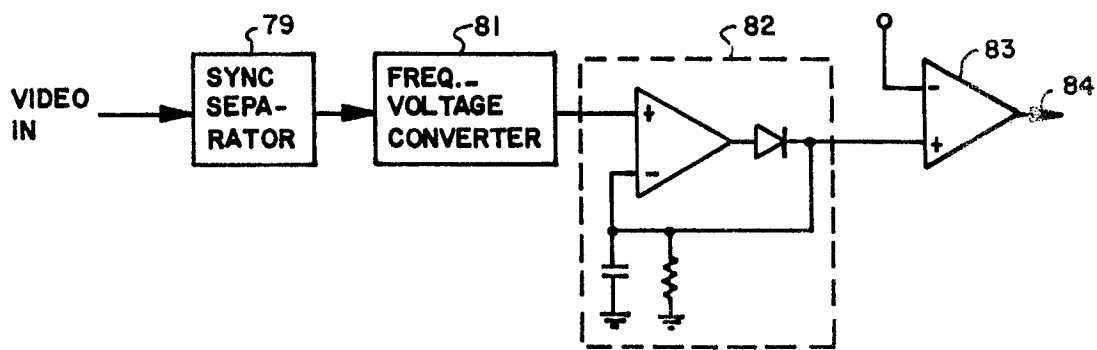 79
81
82
83
84
VIDEO
IN
SYNC
SEPA-
RATOR
FREQ.-
VOLTAGE
CONVERTER
+
-
-
+